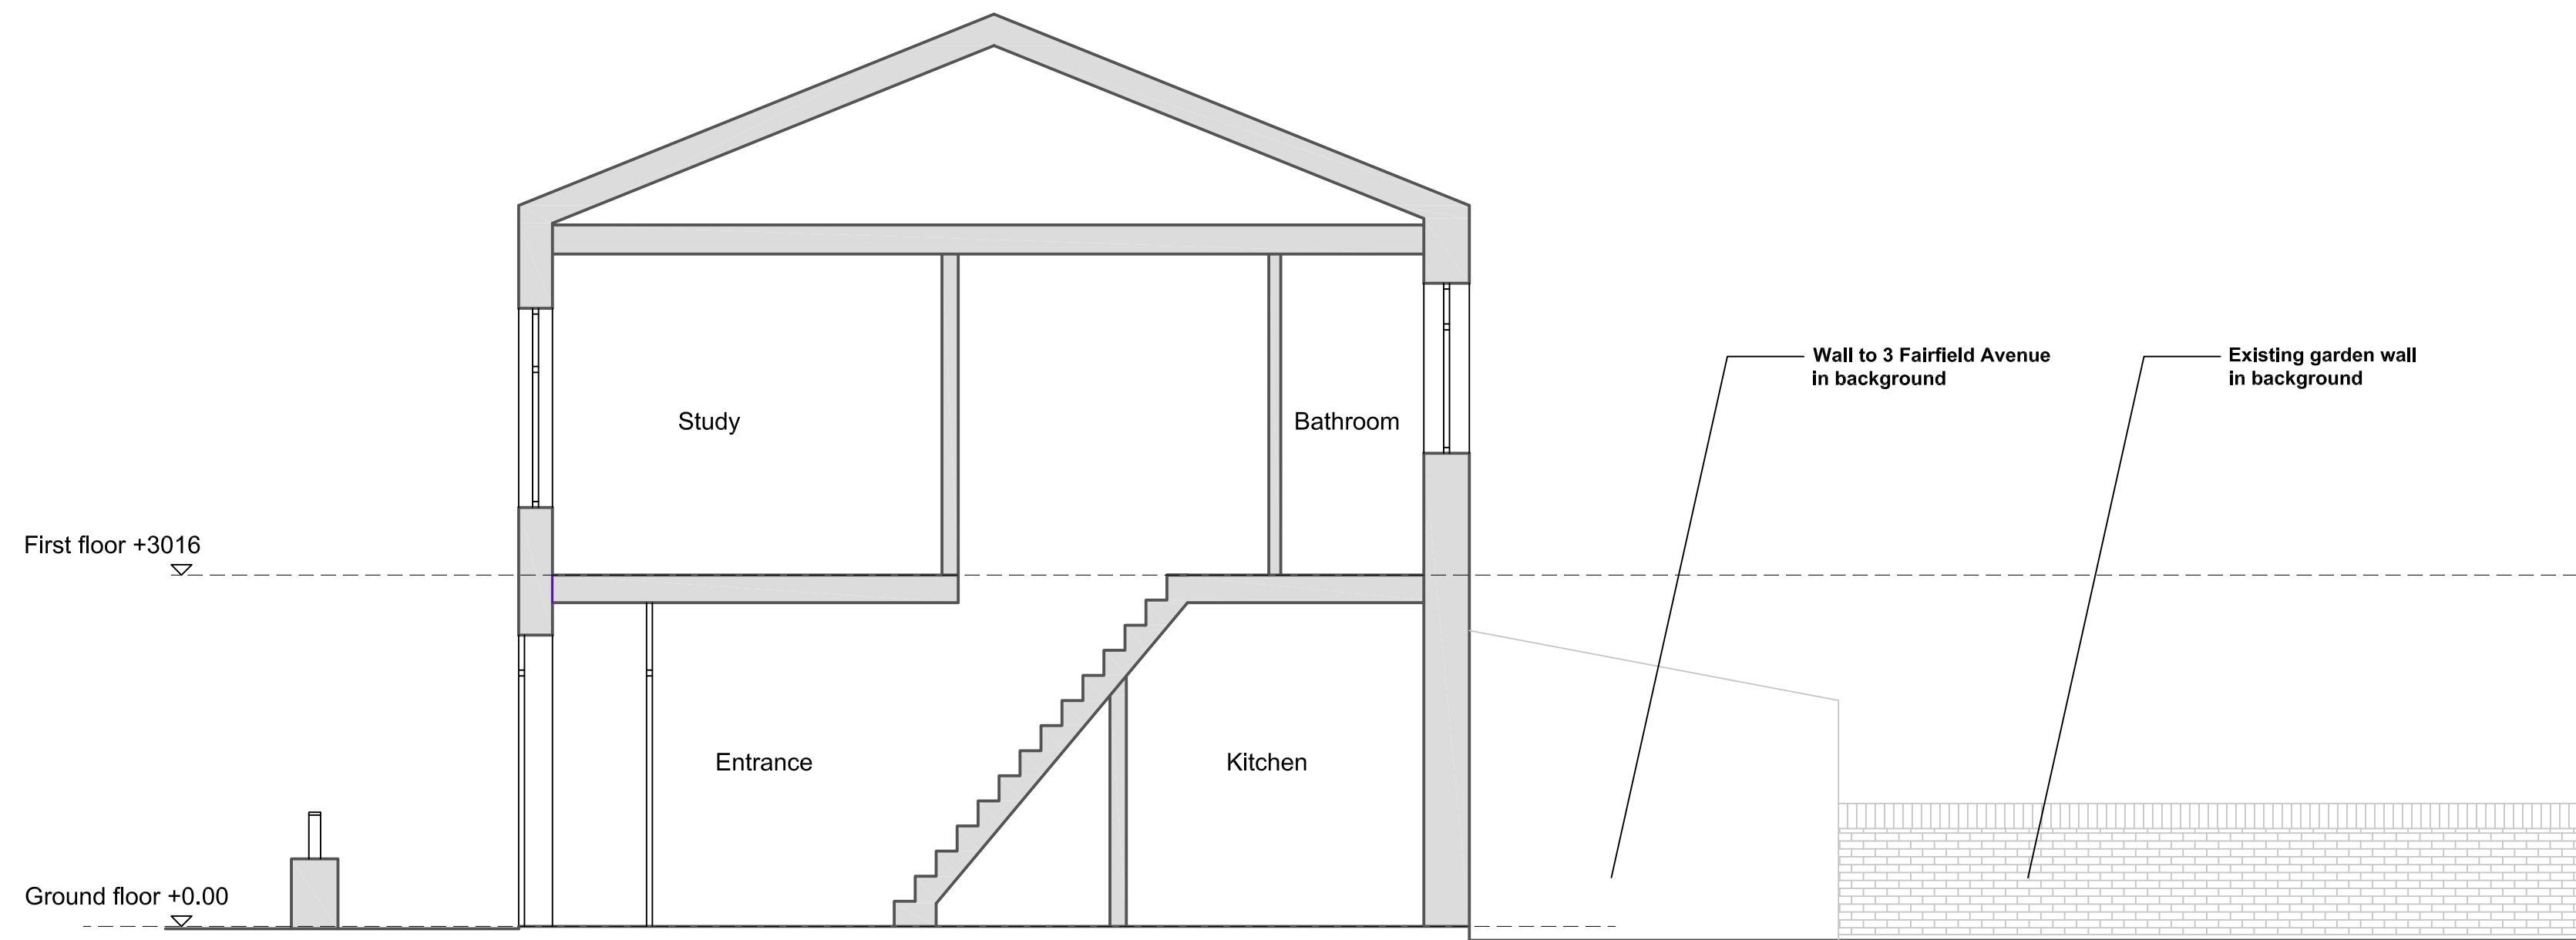 Wall to 3 Fairfield Avenue
in background
Existing garden wall
in background
Study
Bathroom
First floor +3016
Entrance
Kitchen
Ground floor +0.00